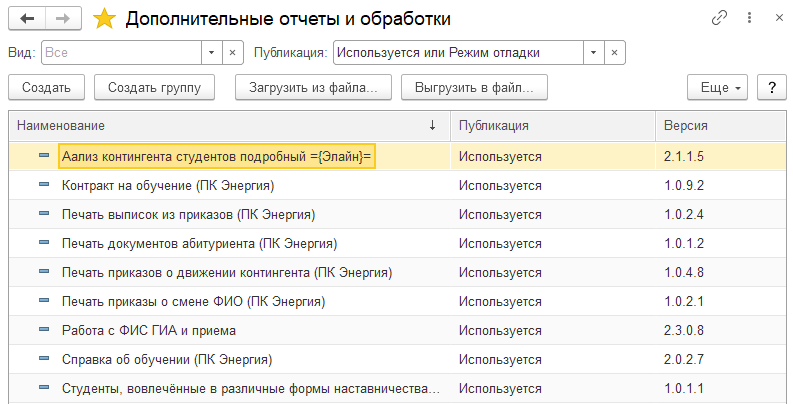 Дополнительные отчеты и обработки
Вид: Все Публикация: Используется или Режим отладки
Создать Создать группу Загрузить из файла... Выгрузить в файл... Еще ?
Наименование Публикация Версия
Аализ контингента студентов подробный ={Элайн}= Используется 2.1.1.5
Контракт на обучение (ПК Энергия) Используется 1.0.9.2
Печать выписок из приказов (ПК Энергия) Используется 1.0.2.4
Печать документов абитуриента (ПК Энергия) Используется 1.0.1.2
Печать приказов о движении контингента (ПК Энергия) Используется 1.0.4.8
Печать приказы о смене ФИО (ПК Энергия) Используется 1.0.2.1
Работа с ФИС ГИА и приема Используется 2.3.0.8
Справка об обучении (ПК Энергия) Используется 2.0.2.7
Студенты, вовлечённые в различные формы наставничества... Используется 1.0.1.1